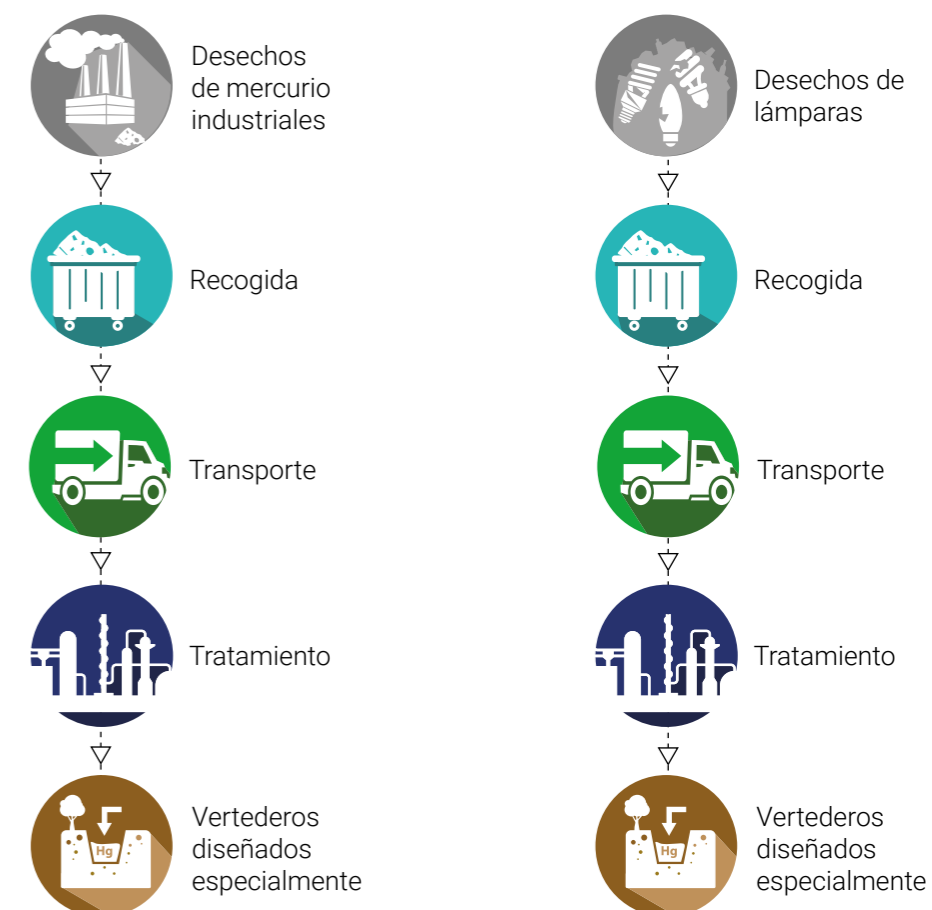 Desechos
de mercurio
industriales
Recogida
Transporte
Tratamiento
Hg
Vertederos
diseñados
especialmente
Desechos de
lámparas
Recogida
Transporte
Tratamiento
Hg
Vertederos
diseñados
especialmente